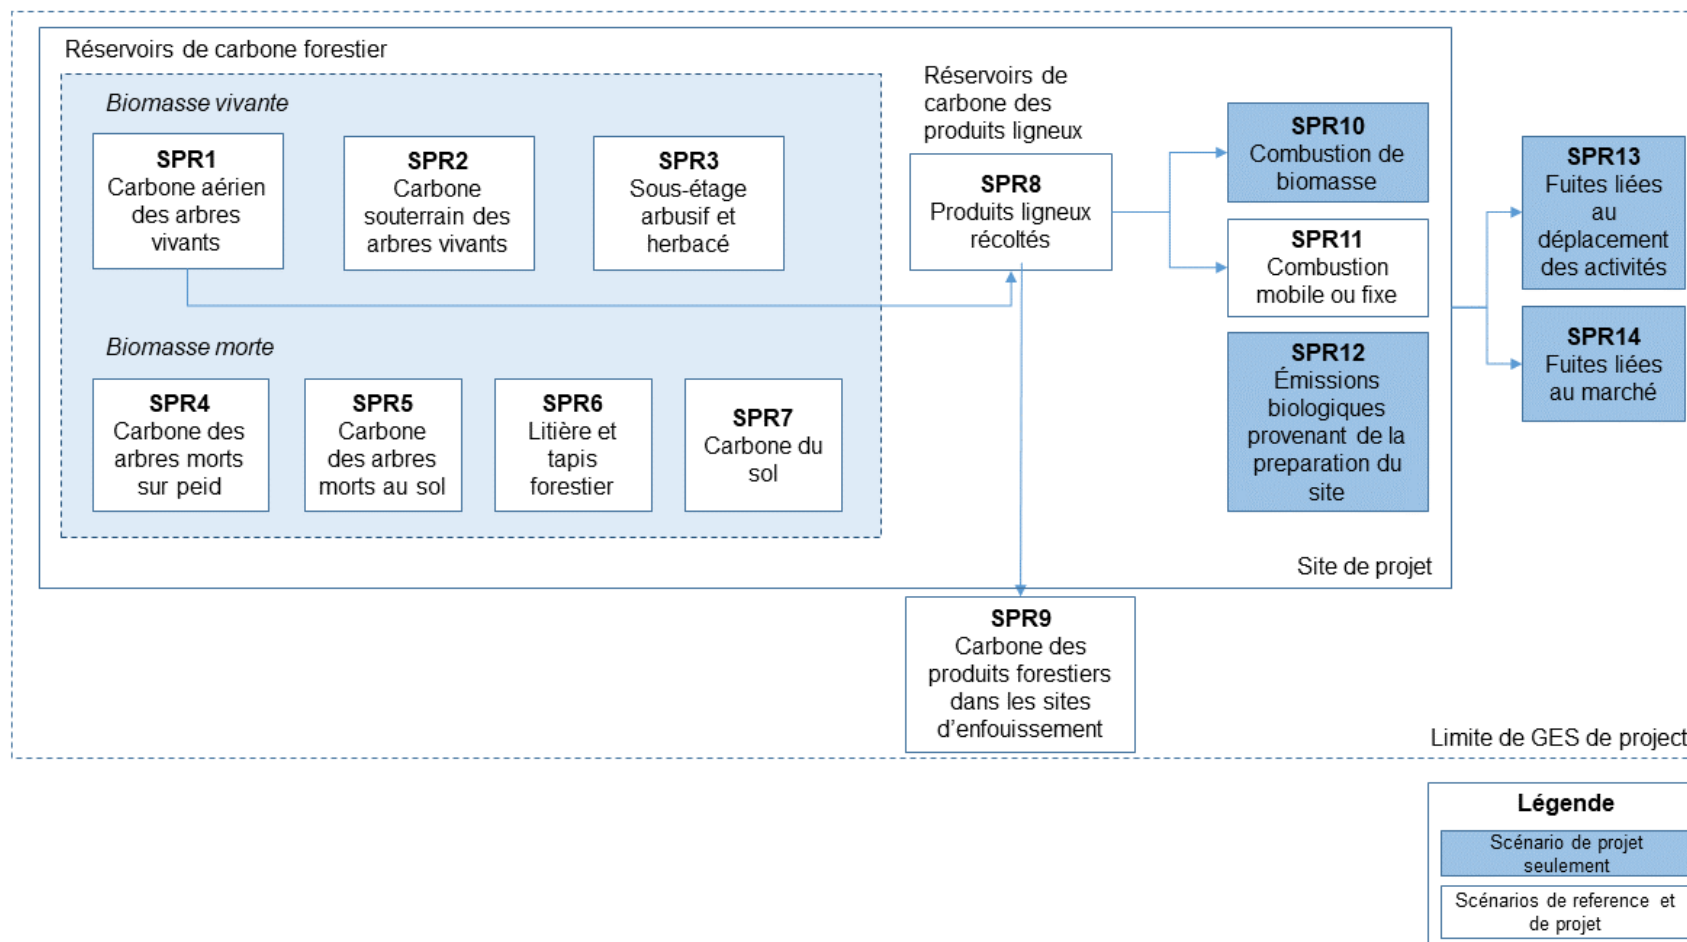 Réservoirs de carbone forestier
Biomasse vivante
SPR1
Carbone aérien
des arbres
vivants
SPR2
Carbone
souterrain des
arbres vivants
SPR3
Sous-étage
arbusif et
herbacé
Biomasse morte
SPR4
Carbone des
arbres morts
sur peid
SPR5
Carbone
des arbres
morts au sol
SPR6
Litière et
tapis
forestier
SPR7
Carbone du
sol
Réservoirs de
carbone des
produits ligneux
SPR8
Produits ligneux
récoltés
SPR10
Combustion de
biomasse
SPR11
Combustion
mobile ou fixe
SPR12
Émissions
biologiques
provenant de la
preparation du
site
Site de projet
SPR13
Fuites liées
au
déplacement
des activités
SPR14
Fuites liées
au marché
SPR9
Carbone des
produits forestiers
dans les sites
d’enfouissement
Limite de GES de project
Légende
Scénario de projet
seulement
Scénarios de reference et
de projet